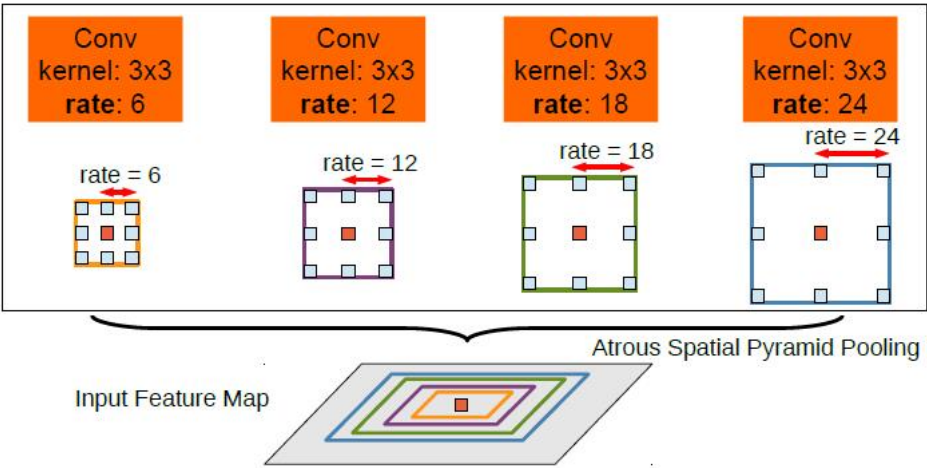 Conv
kernel: 3x3
rate: 6
Conv
kernel: 3x3
rate: 12
Conv
kernel: 3x3
rate: 18
Conv
kernel: 3x3
rate: 24
rate = 6
rate = 12
rate = 18
rate = 24
Atrous Spatial Pyramid Pooling
Input Feature Map